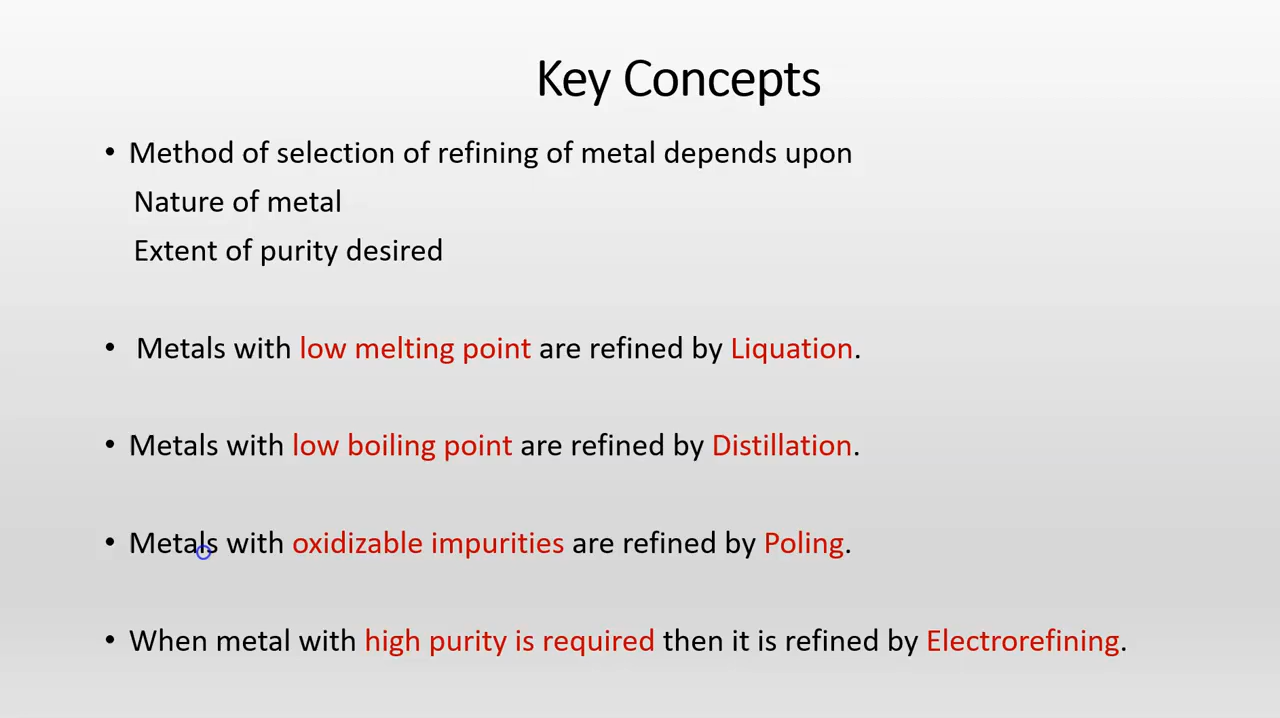 Key Concepts
• Method of selection of refining of metal depends upon
Nature of metal
Extent of purity desired
• Metals with low melting point are refined by Liquation.
• Metals with low boiling point are refined by Distillation.
• Metals with oxidizable impurities are refined by Poling.
• When metal with high purity is required then it is refined by Electrorefining.